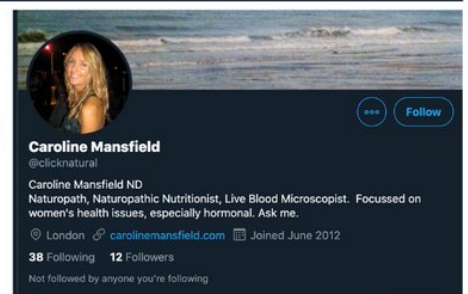 Follow
Caroline Mansfield
@clicknatural
Caroline Mansfield ND
Naturopath, Naturopathic Nutritionist, Live Blood Microscopist. Focussed on
women's health issues, especially hormonal. Ask me.
London carolinemansfield.com Joined June 2012
38 Following 12 Followers
Not followed by anyone you're following